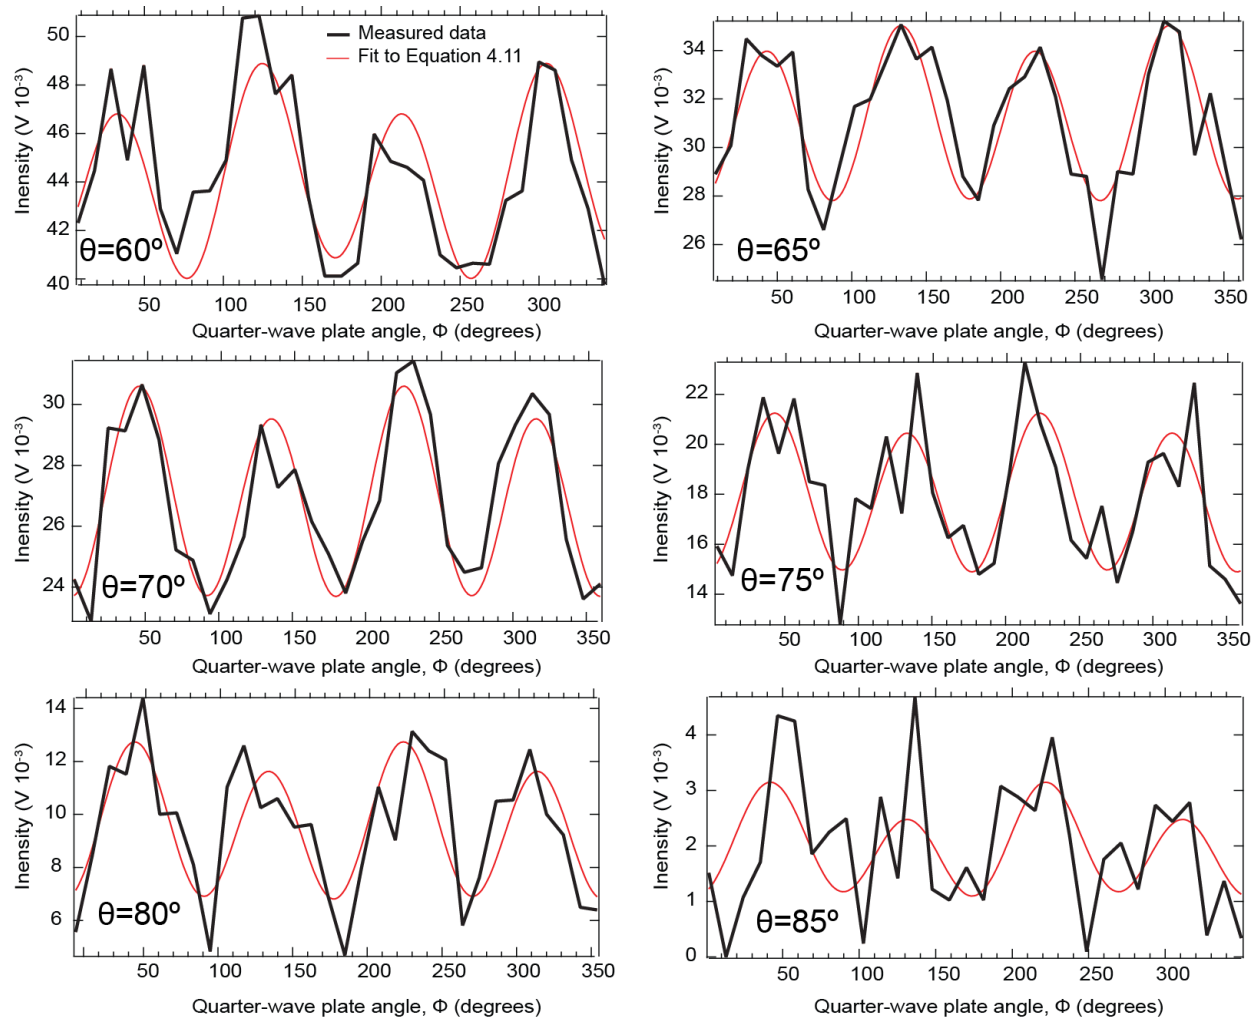 50
48
46
44
42
40
Inensity (V 10⁻³)
Measured data
Fit to Equation 4.11
θ=60º
50 100 150 200 250 300
Quarter-wave plate angle, Φ (degrees)
34
32
30
28
26
Inensity (V 10⁻³)
θ=65º
50 100 150 200 250 300 350
Quarter-wave plate angle, Φ (degrees)
30
28
26
24
Inensity (V 10⁻³)
θ=70º
50 100 150 200 250 300 350
Quarter-wave plate angle, Φ (degrees)
22
20
18
16
14
Inensity (V 10⁻³)
θ=75º
50 100 150 200 250 300 350
Quarter-wave plate angle, Φ (degrees)
14
12
10
8
6
Inensity (V 10⁻³)
θ=80º
50 100 150 200 250 300 350
Quarter-wave plate angle, Φ (degrees)
4
3
2
1
0
Inensity (V 10⁻³)
θ=85º
50 100 150 200 250 300
Quarter-wave plate angle, Φ (degrees)